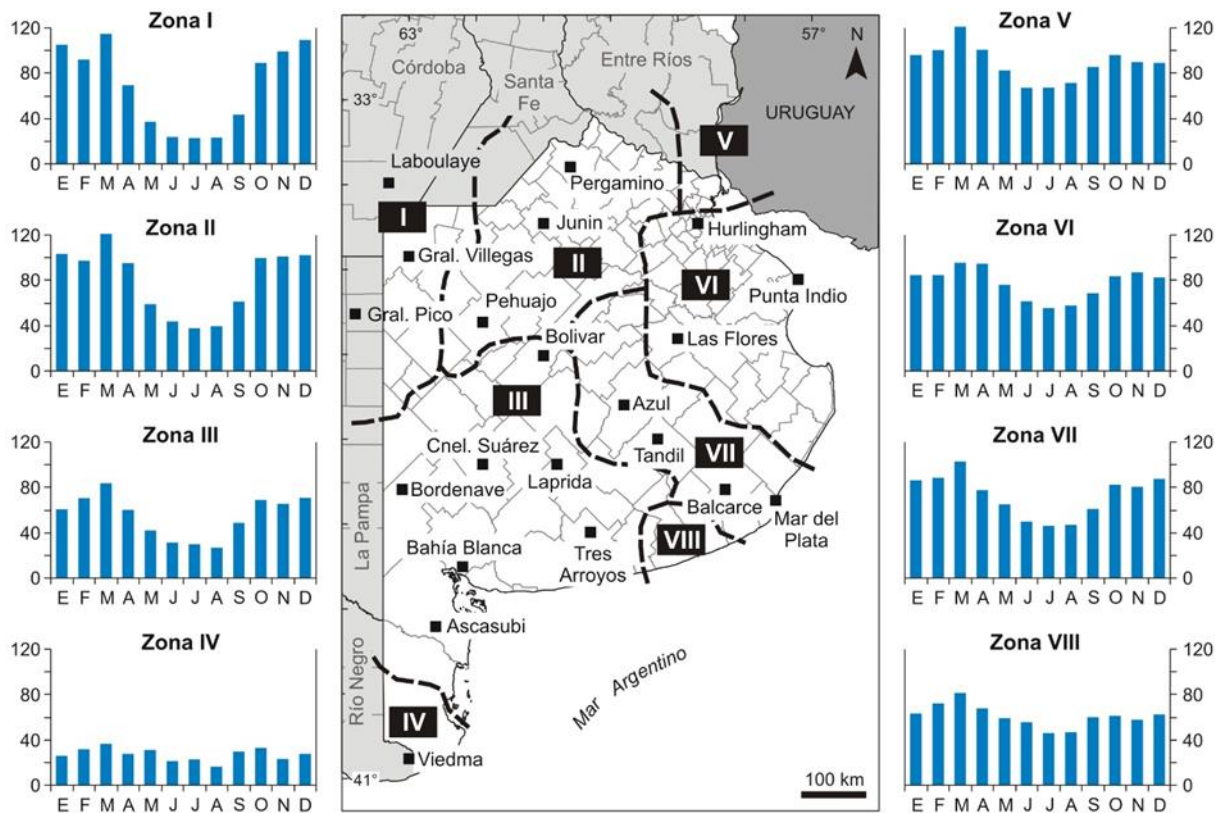 Zona I
120
80
40
0
E F M A M J J A S O N D
Zona II
120
80
40
0
E F M A M J J A S O N D
Zona III
120
80
40
0
E F M A M J J A S O N D
Zona IV
120
80
40
0
E F M A M J J A S O N D
63°
57°
N
Córdoba
Santa
Fe
Entre Ríos
33°
URUGUAY
V
Laboulaye
Pergamino
I
Junin
Hurlingham
Gral. Villegas
II
VI
Punta Indio
Gral. Pico
Pehuajo
Bolivar
Las Flores
III
Azul
Cnel. Suárez
Tandil
VII
Laprida
Bordenave
Balcarce
Mar del
Plata
La Pampa
VIII
Bahía Blanca
Tres
Arroyos
Ascasubi
Mar Argentino
Río Negro
IV
Viedma
41°
100 km
Zona V
120
80
40
0
E F M A M J J A S O N D
Zona VI
120
80
40
0
E F M A M J J A S O N D
Zona VII
120
80
40
0
E F M A M J J A S O N D
Zona VIII
120
80
40
0
E F M A M J J A S O N D